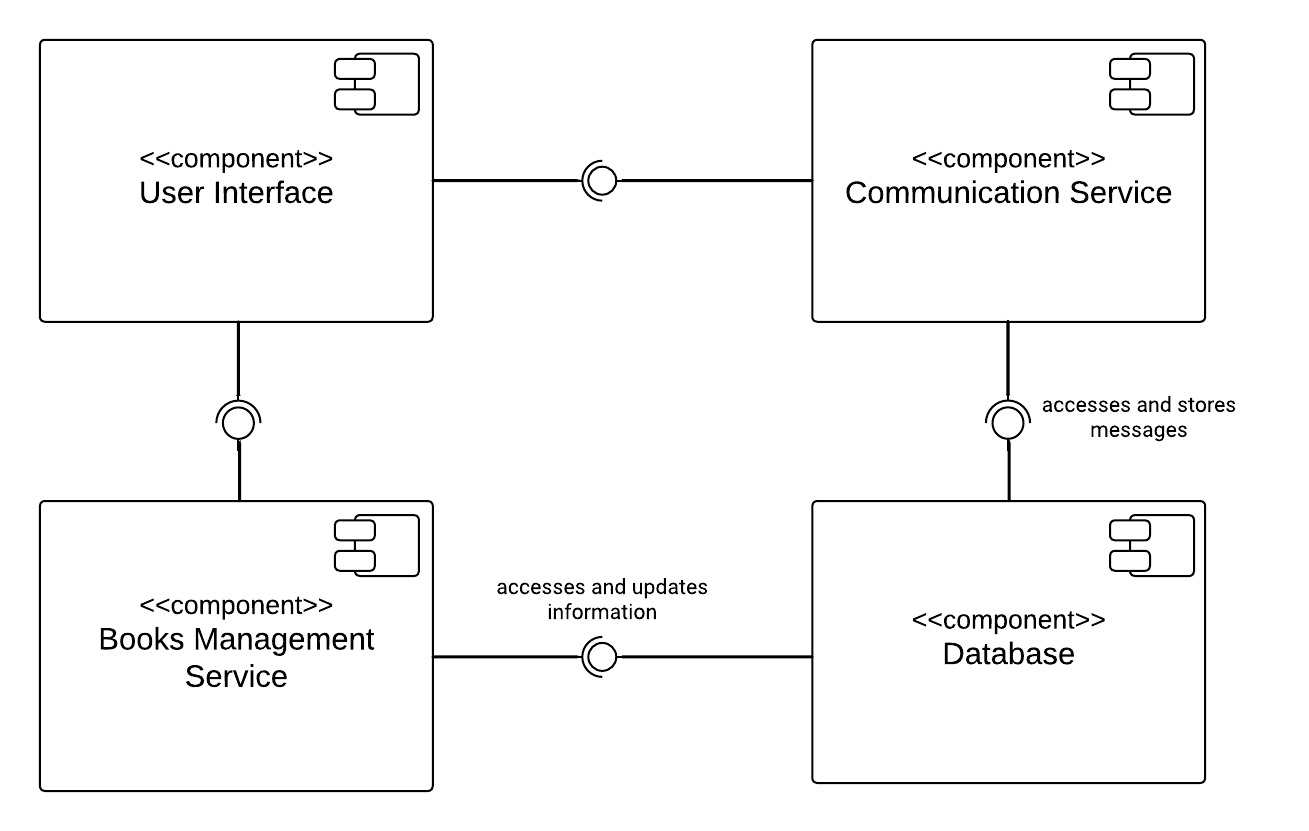 <<component>>
User Interface
<<component>>
Communication Service
accesses and stores
messages
<<component>>
Books Management
Service
accesses and updates
information
<<component>>
Database